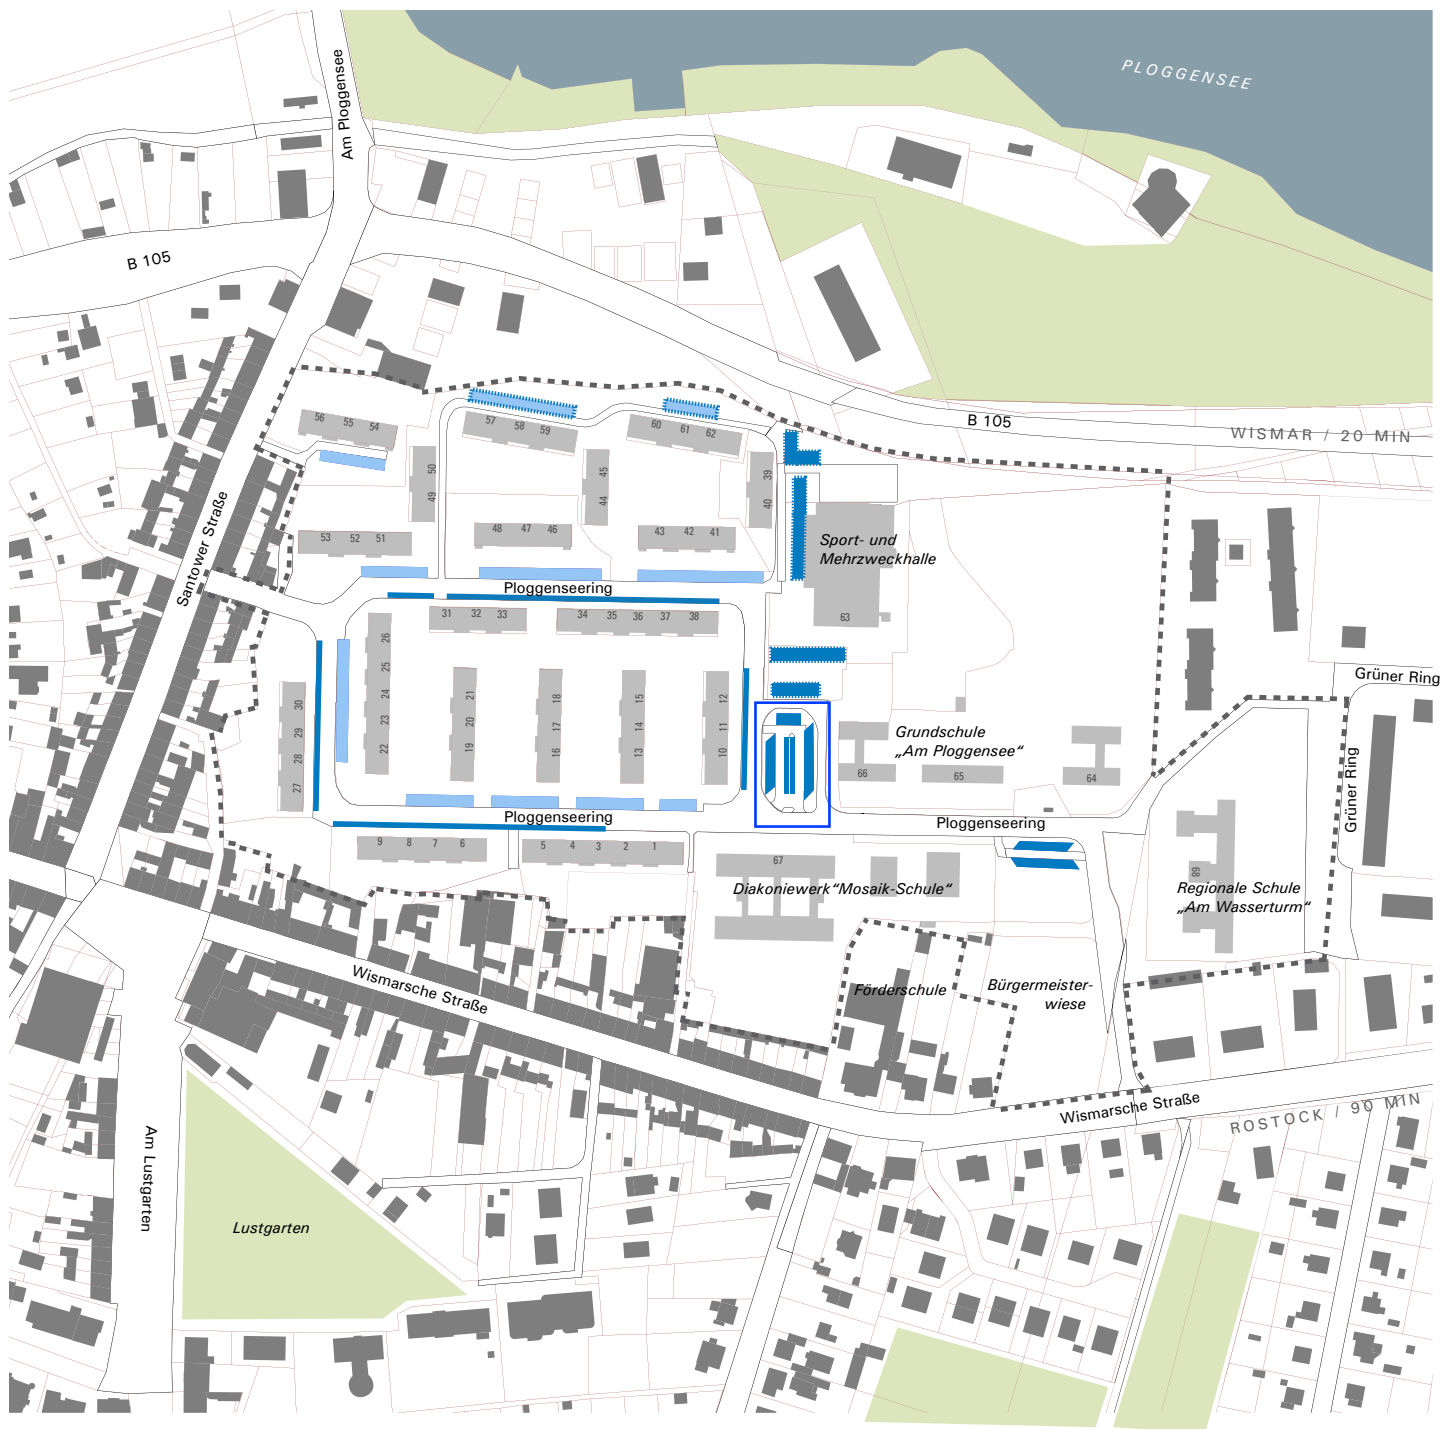 PLOGGENSEE
Am Ploggensee
B 105
B 105
WISMAR / 20 MIN
56 55 54
57 58 59
60 61 62
50
49
45
44
39
40
53 52 51
48 47 46
43 42 41
Santower Straße
Sport- und
Mehrzweckhalle
63
Ploggenseering
31 32 33
34 35 36 37 38
26
25
24
23
22
21
20
19
18
17
16
15
14
13
12
11
10
30
29
28
27
Grundschule
„Am Ploggensee“
66
65
64
Grüner Ring
Grüner Ring
Ploggenseering
Ploggenseering
9 8 7 6
5 4 3 2 1
67
Diakoniewerk“Mosaik-Schule“
68
Regionale Schule
„Am Wasserturm“
Wismarsche Straße
Förderschule
Bürgermeister-
wiese
Wismarsche Straße
ROSTOCK / 90 MIN
Am Lustgarten
Lustgarten